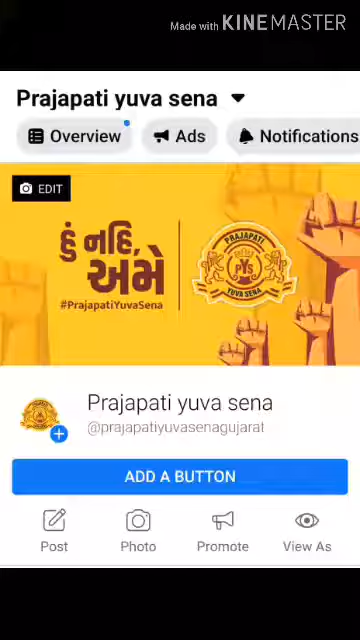 Made with KINEMASTER
Prajapati yuva sena
Overview Ads Notifications
EDIT
હું નહિ,
અમે
#PrajapatiYuvaSena
PRAJAPATI
PYS
YUVA SENA
Prajapati yuva sena
@prajapatiyuvasenagujarat
ADD A BUTTON
Post Photo Promote View As